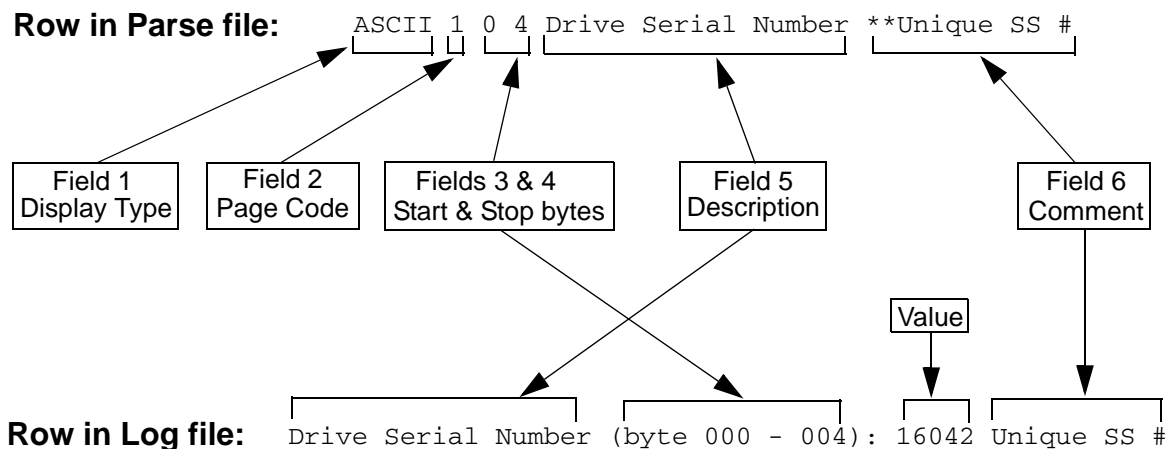 Row in Parse file: ASCII 1 0 4 Drive Serial Number **Unique SS #
Field 1
Display Type
Field 2
Page Code
Fields 3 & 4
Start & Stop bytes
Field 5
Description
Field 6
Comment
Value
Row in Log file: Drive Serial Number (byte 000 - 004): 16042 Unique SS #